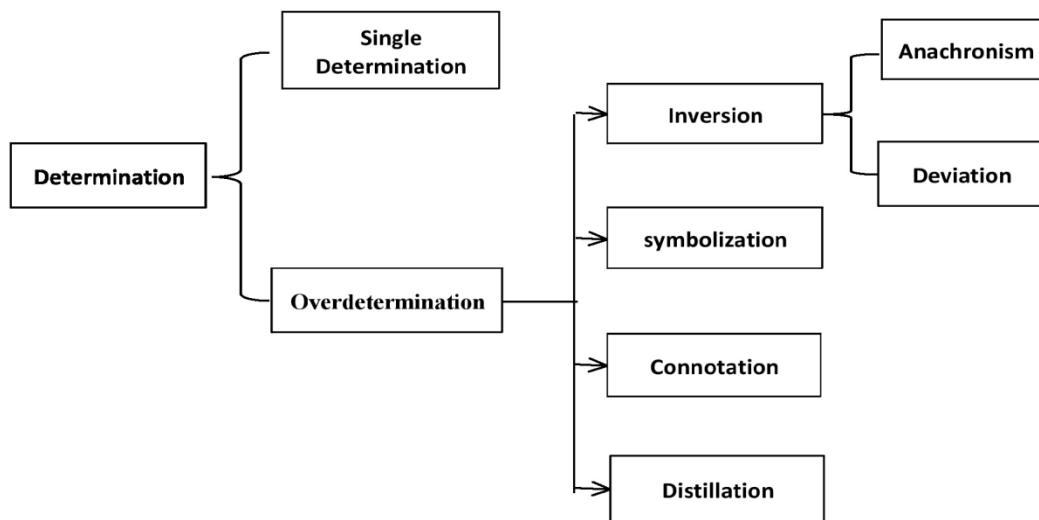 Single
Determination
Anachronism
Inversion
Determination
Deviation
symbolization
Overdetermination
Connotation
Distillation